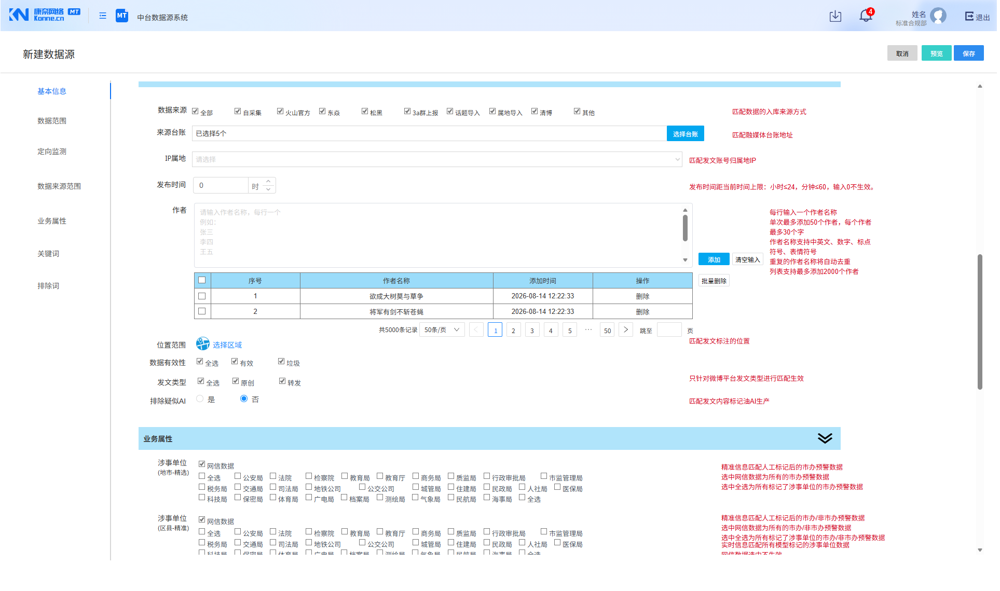 康奈网络 MT
Konne.cn
MT
中台数据源系统
4
姓名
标准合规部
退出
新建数据源
取消
预览
保存
基本信息
数据范围
定向监测
数据来源范围
业务属性
关键词
排除词
数据来源 全部 自采集 火山官方 东焱 松黑 3a群上报 话题导入 属地导入 清博 其他
匹配数据的入库来源方式
来源台账 已选择5个 选择台账
匹配融媒体台账地址
IP属地 请选择
匹配发文账号归属地IP
发布时间 0 时
发布时间距当前时间上限：小时≤24，分钟≤60，输入0不生效。
作者
请输入作者名称，每行一个
例如：
张三
李四
王五
添加 清空输入
批量删除
每行输入一个作者名称
单次最多添加50个作者，每个作者
最多30个字
作者名称支持中英文、数字、标点
符号、表情符号
重复的作者名称将自动去重
列表支持最多添加2000个作者
序号 作者名称 添加时间 操作
1 欲成大树莫与草争 2026-08-14 12:22:33 删除
2 将军有剑不斩苍蝇 2026-08-14 12:22:33 删除
共5000条记录 50条/页 1 2 3 4 5 ··· 50 跳至 页
位置范围 选择区域
匹配发文标注的位置
数据有效性 全选 有效 垃圾
发文类型 全选 原创 转发
只针对微博平台发文类型进行匹配生效
排除疑似AI 是 否
匹配发文内容标记油AI生产
业务属性
涉事单位
(地市-精选)
网信数据
全选 公安局 法院 检察院 教育局 教育厅 商务局 质监局 行政审批局 市监管理局
税务局 交通局 司法局 地铁公司 公交公司 城管局 住建局 民政局 人社局 医保局
科技局 保密局 体育局 广电局 档案局 测绘局 气象局 民航局 海事局 全选
精准信息匹配人工标记后的市办预警数据
选中网信数据为所有的市办预警数据
选中全选为所有标记了涉事单位的市办预警数据
涉事单位
(区县-精准)
网信数据
全选 公安局 法院 检察院 教育局 教育厅 商务局 质监局 行政审批局 市监管理局
税务局 交通局 司法局 地铁公司 公交公司 城管局 住建局 民政局 人社局 医保局
科技局 保密局 体育局 广电局 档案局 测绘局 气象局 民航局 海事局 全选
精准信息匹配人工标记后的市办/非市办预警数据
选中网信数据为所有的市办/非市办预警数据
选中全选为所有标记了涉事单位的市办/非市办预警数据
实时信息匹配所有模型标记的涉事单位数据
网信数据选中不生效